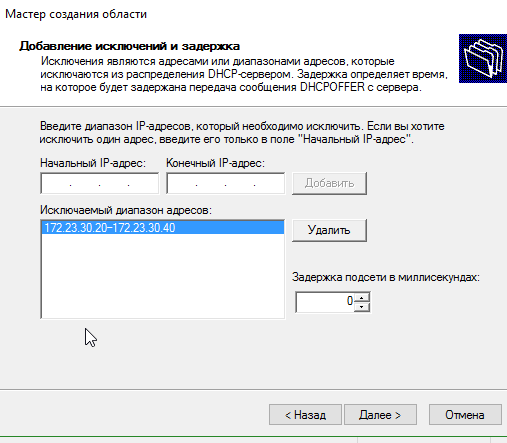 Мастер создания области
Добавление исключений и задержка
Исключения являются адресами или диапазонами адресов, которые
исключаются из распределения DHCP-сервером. Задержка определяет время,
на которое будет задержана передача сообщения DHCPOFFER с сервера.
Введите диапазон IP-адресов, который необходимо исключить. Если вы хотите
исключить один адрес, введите его только в поле "Начальный IP-адрес".
Начальный IP-адрес: Конечный IP-адрес:
. . . . . . Добавить
Исключаемый диапазон адресов:
172.23.30.20-172.23.30.40 Удалить
Задержка подсети в миллисекундах:
0
< Назад Далее > Отмена